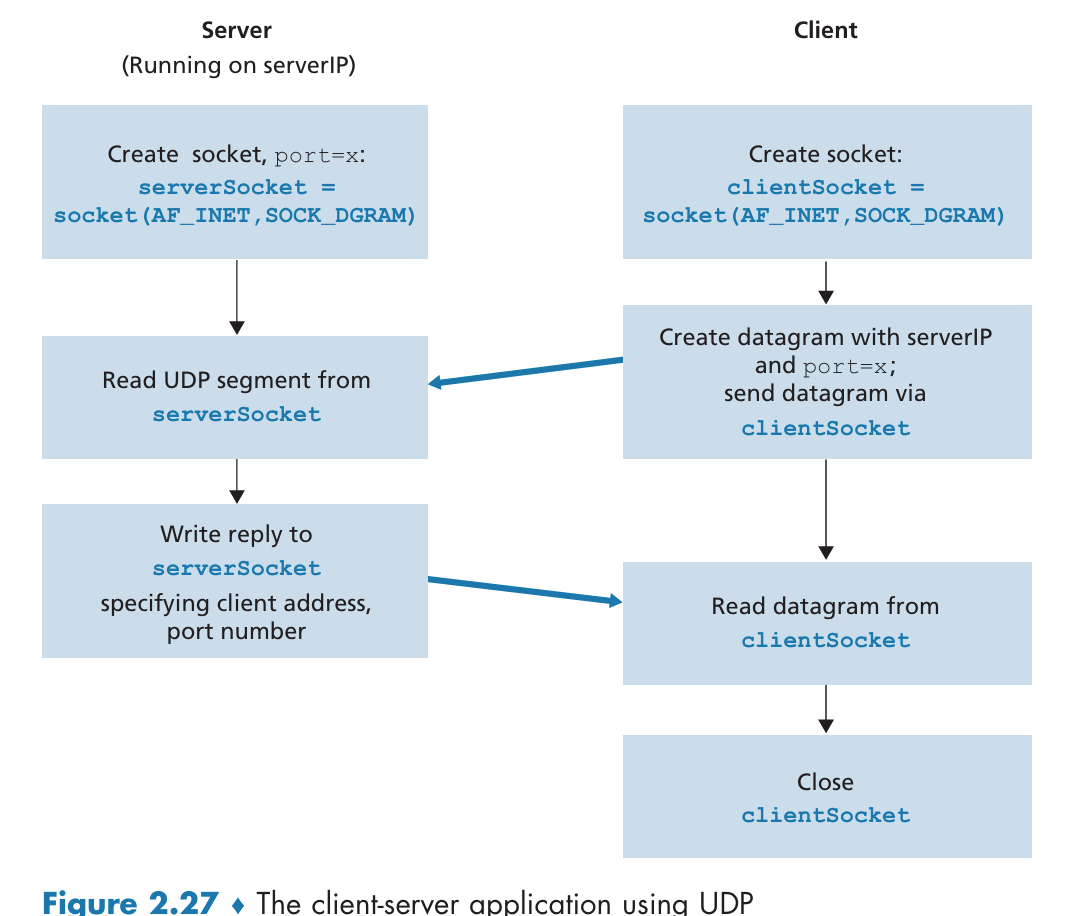 Server
(Running on serverIP)
Create socket, port=x:
serverSocket =
socket(AF_INET,SOCK_DGRAM)
Read UDP segment from
serverSocket
Write reply to
serverSocket
specifying client address,
port number
Client
Create socket:
clientSocket =
socket(AF_INET,SOCK_DGRAM)
Create datagram with serverIP
and port=x;
send datagram via
clientSocket
Read datagram from
clientSocket
Close
clientSocket
Figure 2.27 ♦ The client-server application using UDP